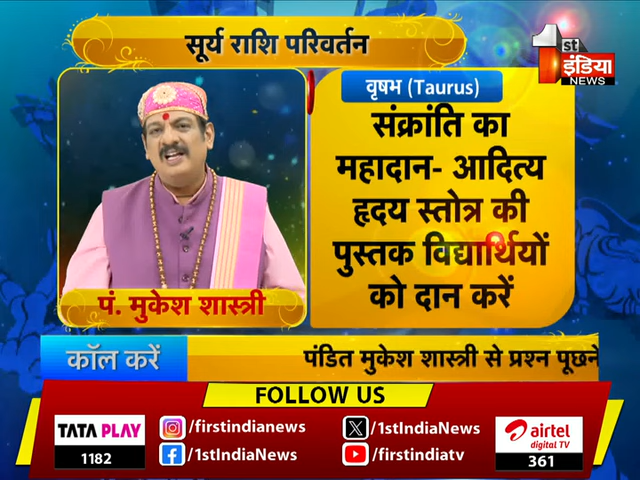 सूर्य राशि परिवर्तन
1st
इंडिया
NEWS
वृषभ (Taurus)
संक्रांति का
महादान- आदित्य
हृदय स्तोत्र की
पुस्तक विद्यार्थियों
को दान करें
पं. मुकेश शास्त्री
कॉल करें
पंडित मुकेश शास्त्री से प्रश्न पूछने
FOLLOW US
TATA PLAY
1182
/firstindianews
/1stIndiaNews
/1stIndiaNews
/firstindiatv
airtel
digital TV
361